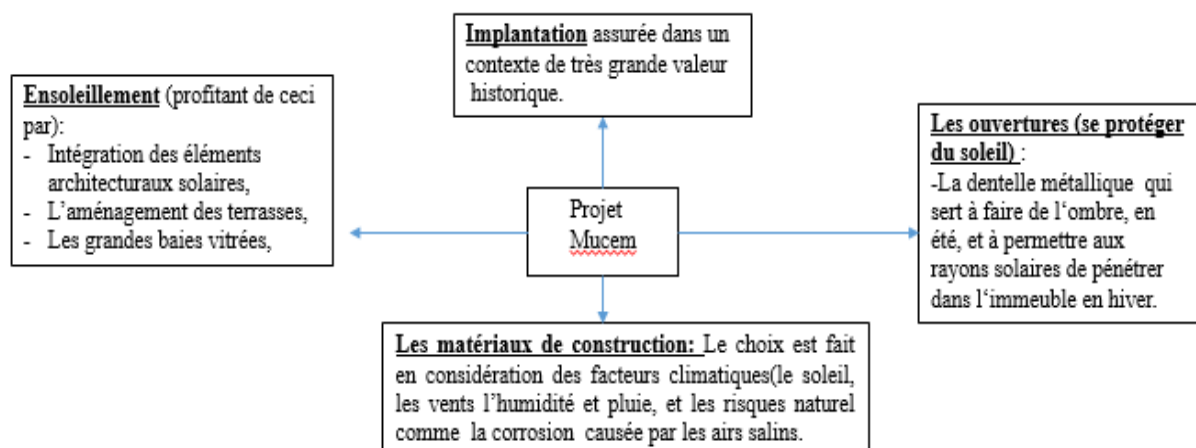 Implantation assurée dans un
contexte de très grande valeur
historique.
Ensoleillement (profitant de ceci
par):
- Intégration des éléments
architecturaux solaires,
- L’aménagement des terrasses,
- Les grandes baies vitrées,
Projet
Mucem
Les ouvertures (se protéger
du soleil) :
-La dentelle métallique qui
sert à faire de l‘ombre, en
été, et à permettre aux
rayons solaires de pénétrer
dans l‘immeuble en hiver.
Les matériaux de construction: Le choix est fait
en considération des facteurs climatiques(le soleil,
les vents l’humidité et pluie, et les risques naturel
comme la corrosion causée par les airs salins.